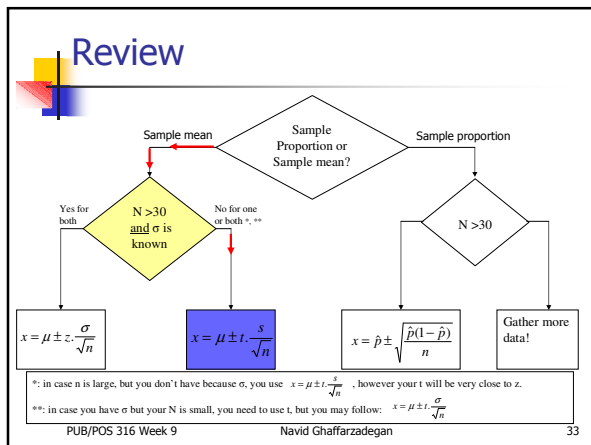 Review
Sample
Proportion or
Sample mean?
Sample mean
Sample proportion
N >30
and σ is
known
Yes for
both
No for one
or both *, **
N >30
x = μ ± z. σ/√n
x = μ ± t. s/√n
x = p̂ ± √(p̂(1− p̂)/n)
Gather more
data!
*: in case n is large, but you don't have because σ, you use x = μ ± t. s/√n , however your t will be very close to z.
**: in case you have σ but your N is small, you need to use t, but you may follow: x = μ ± t. σ/√n
PUB/POS 316 Week 9 Navid Ghaffarzadegan 33